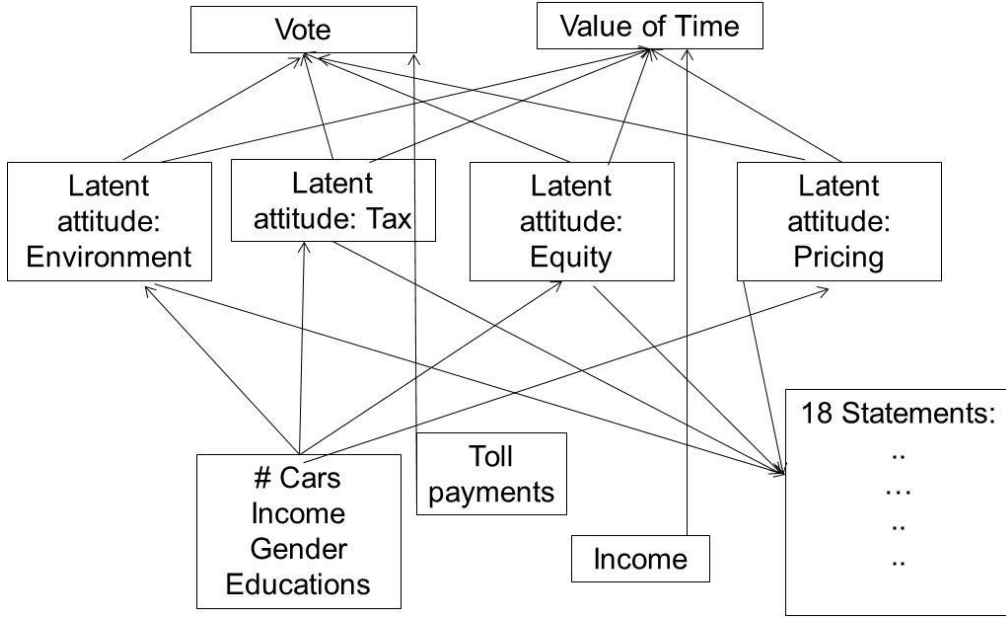 Vote
Value of Time
Latent
attitude:
Environment
Latent
attitude: Tax
Latent
attitude:
Equity
Latent
attitude:
Pricing
# Cars
Income
Gender
Educations
Toll
payments
Income
18 Statements:
..
...
..
..